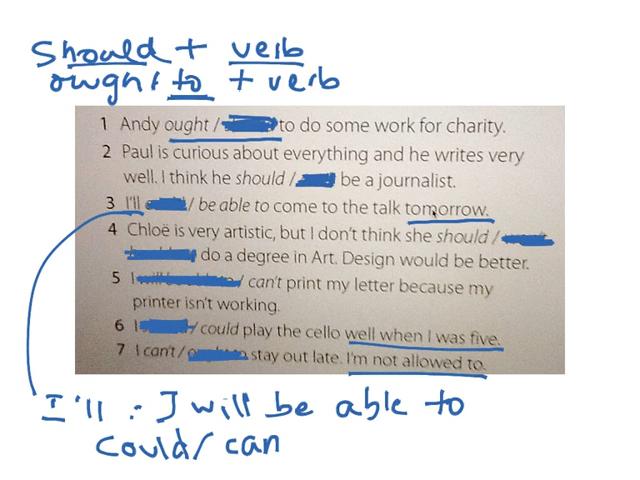 Should + verb
ought to + verb
1 Andy ought / to do some work for charity.
2 Paul is curious about everything and he writes very
well. I think he should / be a journalist.
3 I'll / be able to come to the talk tomorrow.
4 Chloë is very artistic, but I don't think she should /
do a degree in Art. Design would be better.
5 I / can't print my letter because my
printer isn't working.
6 I / could play the cello well when I was five.
7 I can't / stay out late. I'm not allowed to.
I'll : I will be able to
could/can